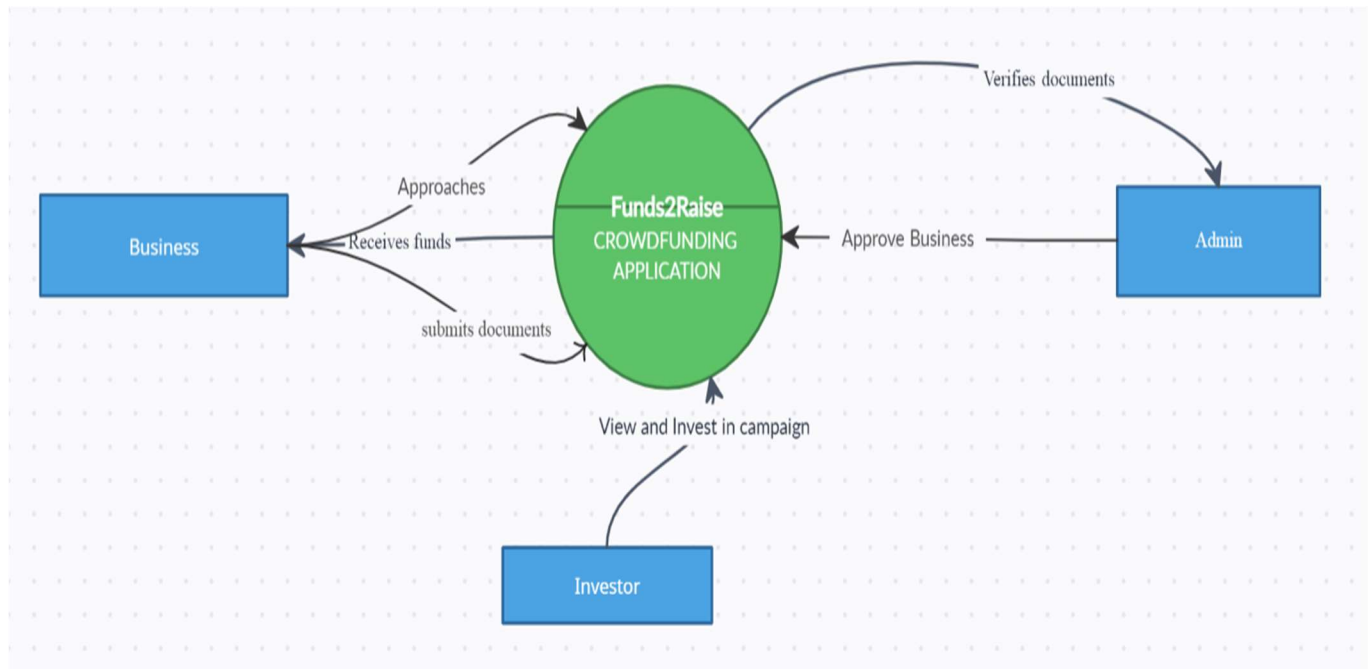 Verifies documents
Approaches
Funds2Raise
CROWDFUNDING
APPLICATION
Business
Receives funds
Approve Business
Admin
submits documents
View and Invest in campaign
Investor